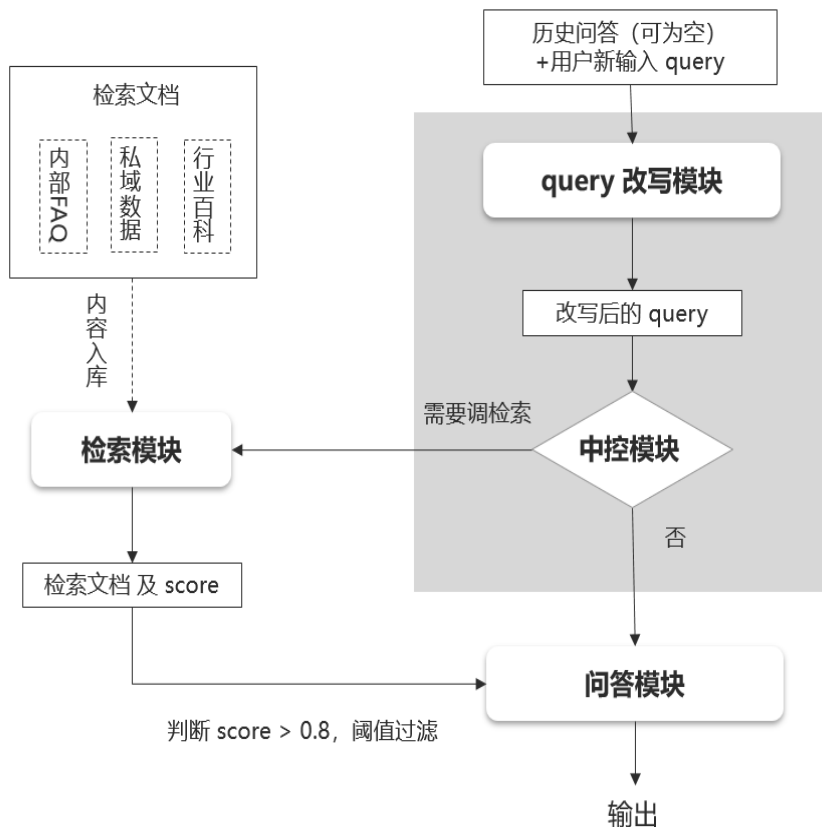 历史问答（可为空）
+用户新输入 query
检索文档
内部FAQ
私域数据
行业百科
query 改写模块
内容入库
改写后的 query
需要调检索
检索模块
中控模块
否
检索文档 及 score
问答模块
判断 score > 0.8，阈值过滤
输出